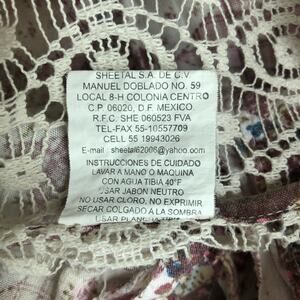 SHEETAL S.A. DE C.V.
MANUEL DOBLADO NO. 59
LOCAL 8-H COLONIA CENTRO
C.P. 06020, D.F. MEXICO.
R.F.C. SHE 060523 FVA
TEL-FAX 55-10557709
CELL 55 19943026
E-mail : sheetal62006@yahoo.com
INSTRUCCIONES DE CUIDADO
LAVAR A MANO O MAQUINA
CON AGUA TIBIA 40°F
USAR JABON NEUTRO
NO USAR CLORO, NO EXPRIMIR
SECAR COLGADO A LA SOMBRA
USAR PLANCHA